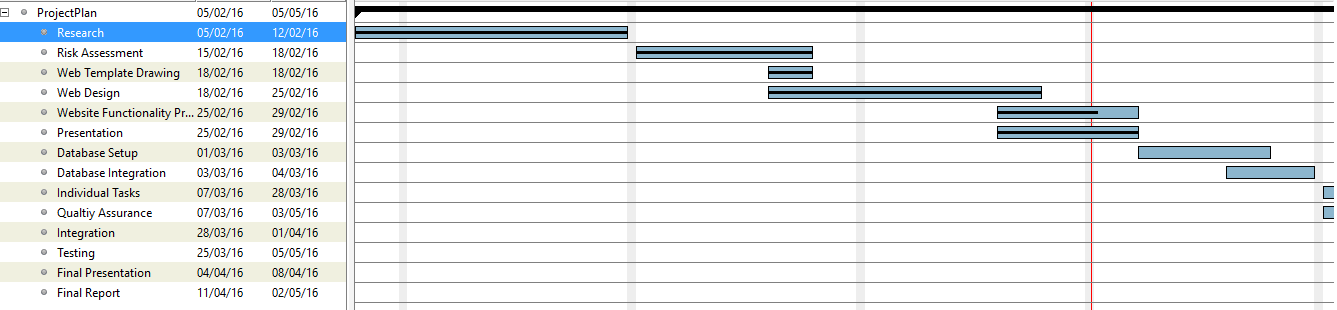 ProjectPlan 05/02/16 05/05/16
Research 05/02/16 12/02/16
Risk Assessment 15/02/16 18/02/16
Web Template Drawing 18/02/16 18/02/16
Web Design 18/02/16 25/02/16
Website Functionality Pr... 25/02/16 29/02/16
Presentation 25/02/16 29/02/16
Database Setup 01/03/16 03/03/16
Database Integration 03/03/16 04/03/16
Individual Tasks 07/03/16 28/03/16
Qualtiy Assurance 07/03/16 03/05/16
Integration 28/03/16 01/04/16
Testing 25/03/16 05/05/16
Final Presentation 04/04/16 08/04/16
Final Report 11/04/16 02/05/16